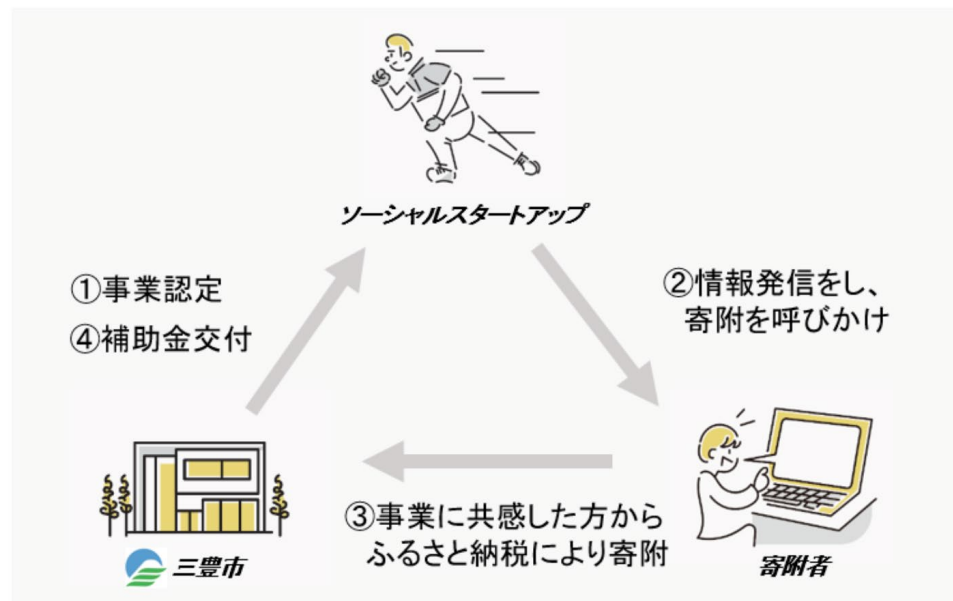 ソーシャルスタートアップ
①事業認定
④補助金交付
②情報発信をし、
寄附を呼びかけ
③事業に共感した方から
ふるさと納税により寄附
三豊市
寄附者